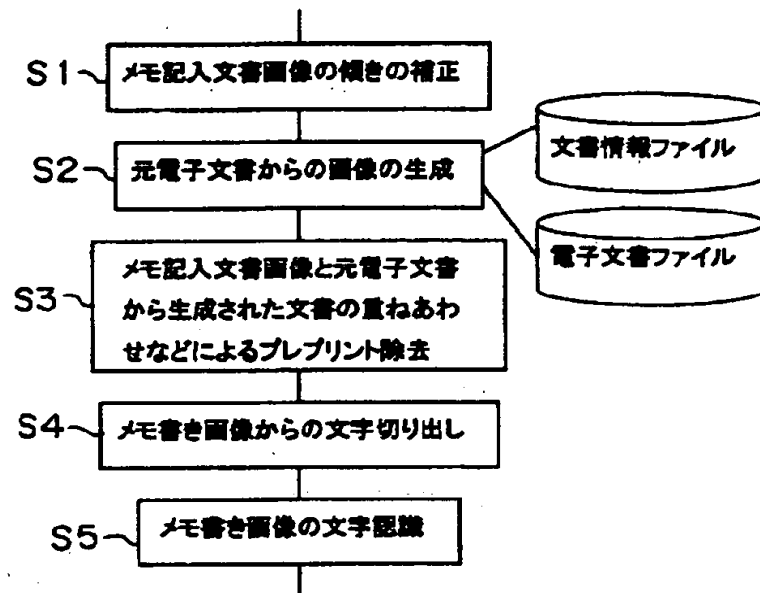 S1
メモ記入文書画像の傾きの補正
S2
元電子文書からの画像の生成
文書情報ファイル
電子文書ファイル
S3
メモ記入文書画像と元電子文書
から生成された文書の重ねあわ
せなどによるプレプリント除去
S4
メモ書き画像からの文字切り出し
S5
メモ書き画像の文字認識